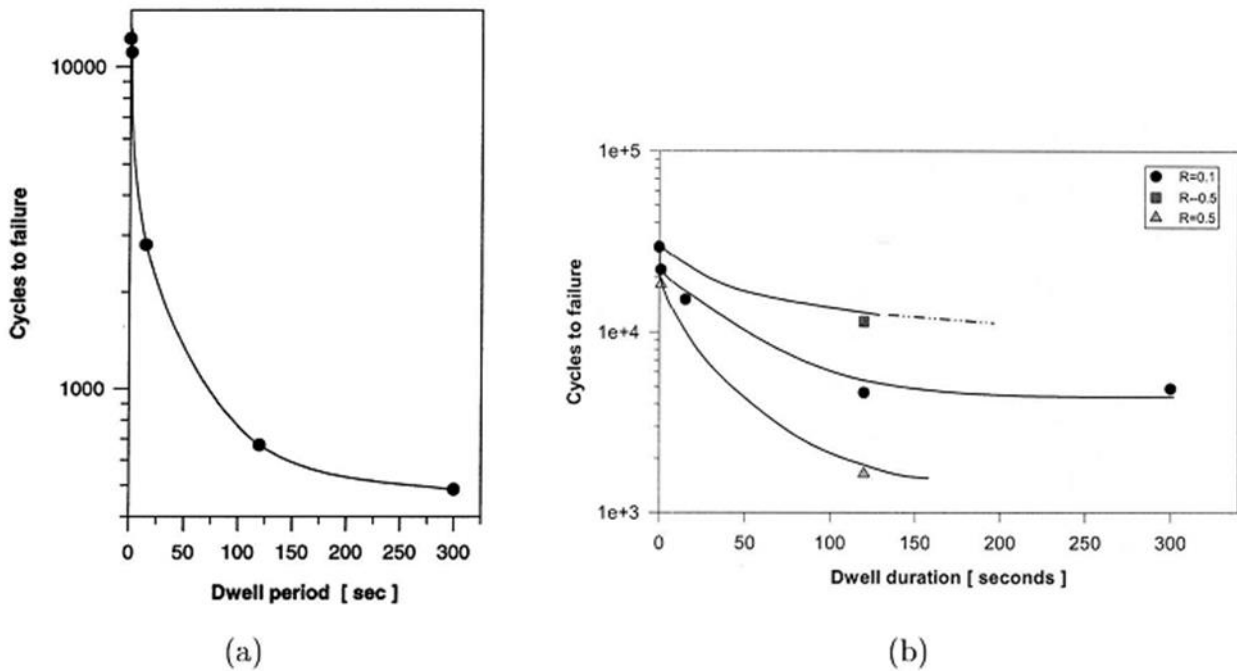 10000
1000
Cycles to failure
0 50 100 150 200 250 300
Dwell period [ sec ]
(a)
1e+5
1e+4
1e+3
Cycles to failure
R=0.1
R--0.5
R=0.5
0 50 100 150 200 250 300
Dwell duration [ seconds ]
(b)